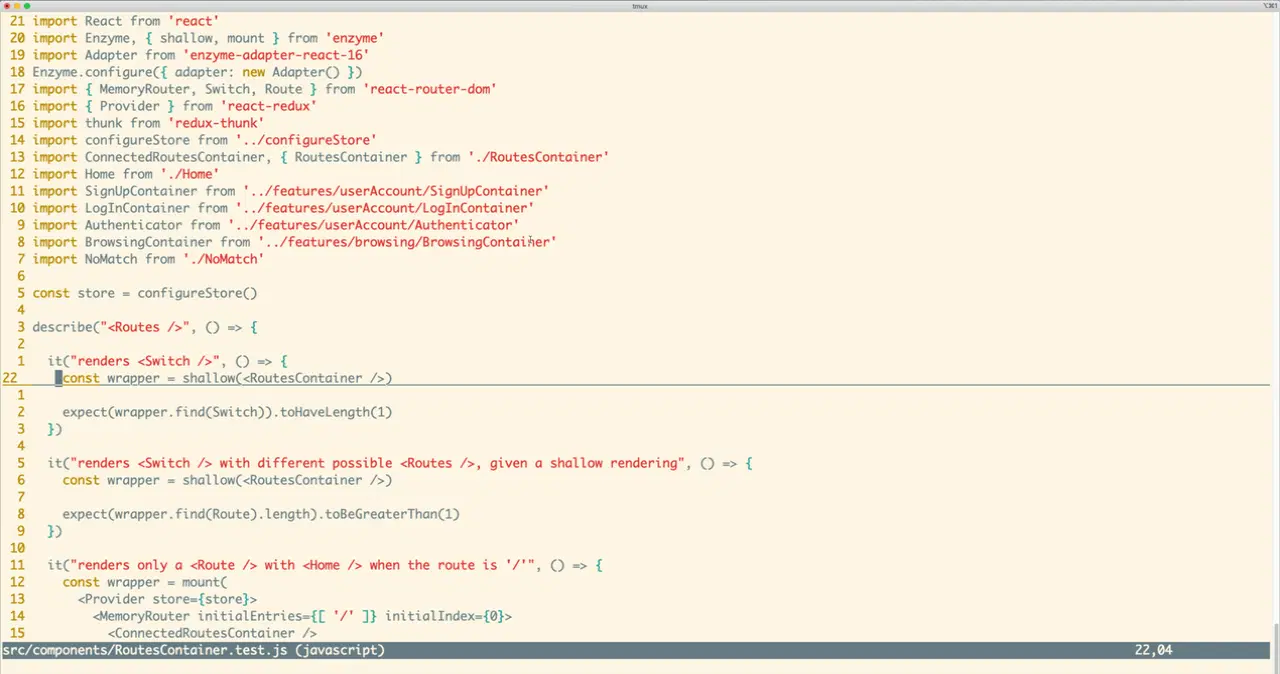 tmux
⌥⌘1
21 import React from 'react'
20 import Enzyme, { shallow, mount } from 'enzyme'
19 import Adapter from 'enzyme-adapter-react-16'
18 Enzyme.configure({ adapter: new Adapter() })
17 import { MemoryRouter, Switch, Route } from 'react-router-dom'
16 import { Provider } from 'react-redux'
15 import thunk from 'redux-thunk'
14 import configureStore from '../configureStore'
13 import ConnectedRoutesContainer, { RoutesContainer } from './RoutesContainer'
12 import Home from './Home'
11 import SignUpContainer from '../features/userAccount/SignUpContainer'
10 import LogInContainer from '../features/userAccount/LogInContainer'
9 import Authenticator from '../features/userAccount/Authenticator'
8 import BrowsingContainer from '../features/browsing/BrowsingContainer'
7 import NoMatch from './NoMatch'
6
5 const store = configureStore()
4
3 describe("<Routes />", () => {
2
1   it("renders <Switch />", () => {
22     const wrapper = shallow(<RoutesContainer />)
1
2     expect(wrapper.find(Switch)).toHaveLength(1)
3   })
4
5   it("renders <Switch /> with different possible <Routes />, given a shallow rendering", () => {
6     const wrapper = shallow(<RoutesContainer />)
7
8     expect(wrapper.find(Route).length).toBeGreaterThan(1)
9   })
10
11   it("renders only a <Route /> with <Home /> when the route is '/'", () => {
12     const wrapper = mount(
13       <Provider store={store}>
14         <MemoryRouter initialEntries={[ '/' ]} initialIndex={0}>
15           <ConnectedRoutesContainer />
src/components/RoutesContainer.test.js (javascript) 22,04